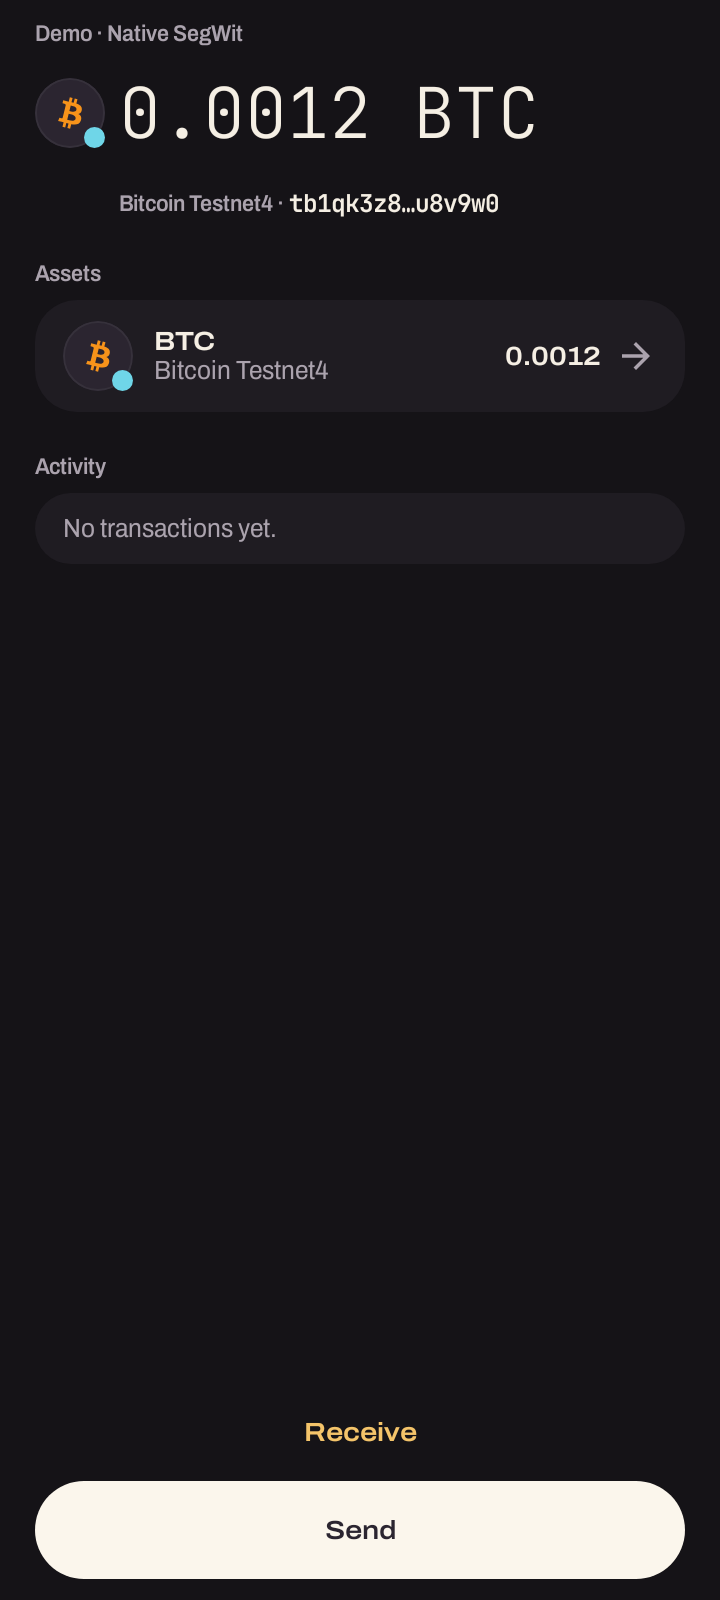 Demo · Native SegWit
0.0012 BTC
Bitcoin Testnet4 · tb1qk3z8…u8v9w0
Assets
BTC
Bitcoin Testnet4
0.0012
Activity
No transactions yet.
Receive
Send